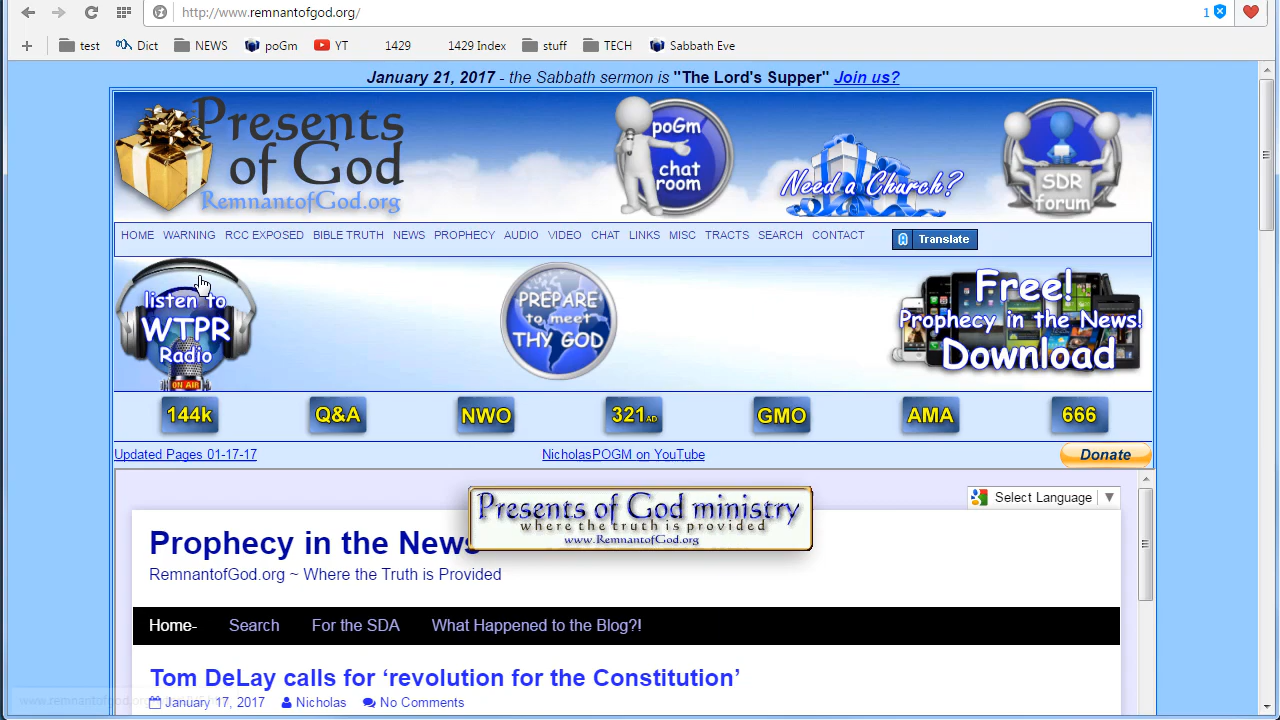 http://www.remnantofgod.org/
1
test Dict NEWS poGm YT 1429 1429 Index stuff TECH Sabbath Eve
January 21, 2017 - the Sabbath sermon is "The Lord's Supper" Join us?
Presents
of God
RemnantofGod.org
poGm
chat
room
Need a Church?
SDR
forum
HOME WARNING RCC EXPOSED BIBLE TRUTH NEWS PROPHECY AUDIO VIDEO CHAT LINKS MISC TRACTS SEARCH CONTACT Translate
listen to
WTPR
Radio
ON AIR
PREPARE
to meet
THY GOD
Free!
Prophecy in the News!
Download
144k Q&A NWO 321AD GMO AMA 666
Updated Pages 01-17-17 NicholasPOGM on YouTube Donate
Select Language
Presents of God ministry
where the truth is provided
www.RemnantofGod.org
Prophecy in the News
RemnantofGod.org ~ Where the Truth is Provided
Home- Search For the SDA What Happened to the Blog?!
Tom DeLay calls for ‘revolution for the Constitution’
January 17, 2017 Nicholas No Comments